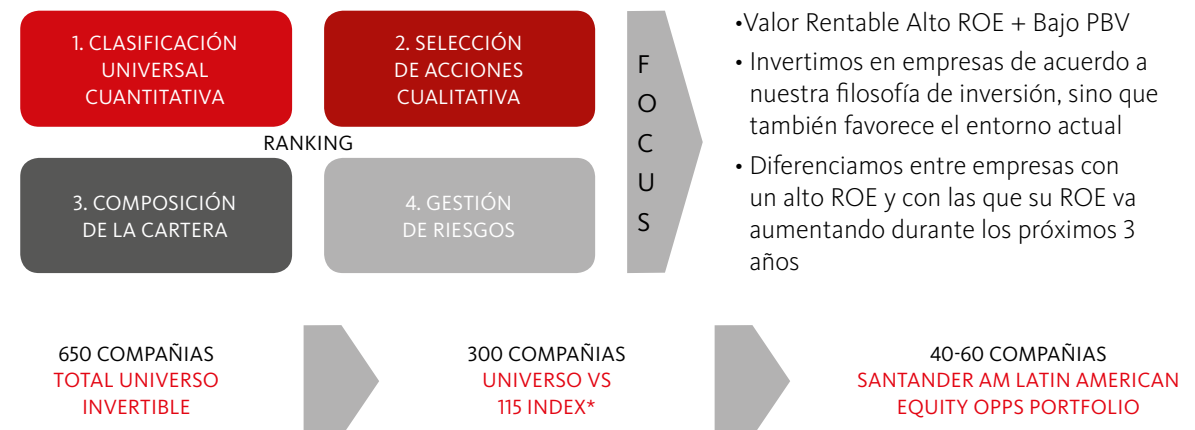 1. CLASIFICACIÓN
UNIVERSAL
CUANTITATIVA
2. SELECCIÓN
DE ACCIONES
CUALITATIVA
RANKING
3. COMPOSICIÓN
DE LA CARTERA
4. GESTIÓN
DE RIESGOS
F
O
C
U
S
•Valor Rentable Alto ROE + Bajo PBV
• Invertimos en empresas de acuerdo a
nuestra filosofía de inversión, sino que
también favorece el entorno actual
• Diferenciamos entre empresas con
un alto ROE y con las que su ROE va
aumentando durante los próximos 3
años
650 COMPAÑIAS
TOTAL UNIVERSO
INVERTIBLE
300 COMPAÑIAS
UNIVERSO VS
115 INDEX*
40-60 COMPAÑIAS
SANTANDER AM LATIN AMERICAN
EQUITY OPPS PORTFOLIO